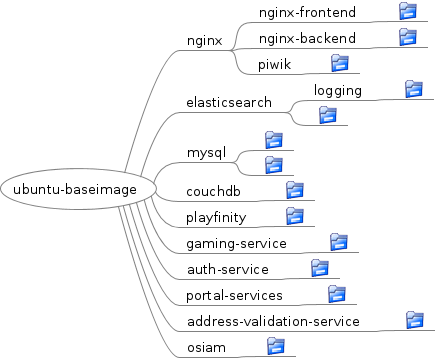 nginx-frontend
nginx-backend
nginx
piwik
logging
elasticsearch
mysql
ubuntu-baseimage
couchdb
playfinity
gaming-service
auth-service
portal-services
address-validation-service
osiam